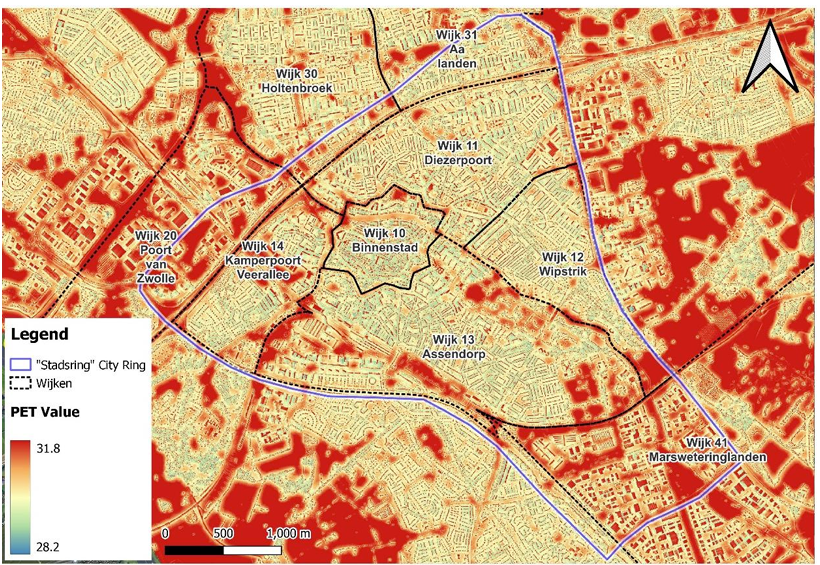 Wijk 31
Aa
landen
Wijk 30
Holtenbroek
Wijk 11
Diezerpoort
Wijk 20
Poort
van
Zwolle
Wijk 14
Kamperpoort
Veerallee
Wijk 10
Binnenstad
Wijk 12
Wipstrik
Wijk 13
Assendorp
Wijk 41
Marsweteringlanden
Legend
"Stadsring" City Ring
Wijken
PET Value
31.8
28.2
0 500 1,000 m